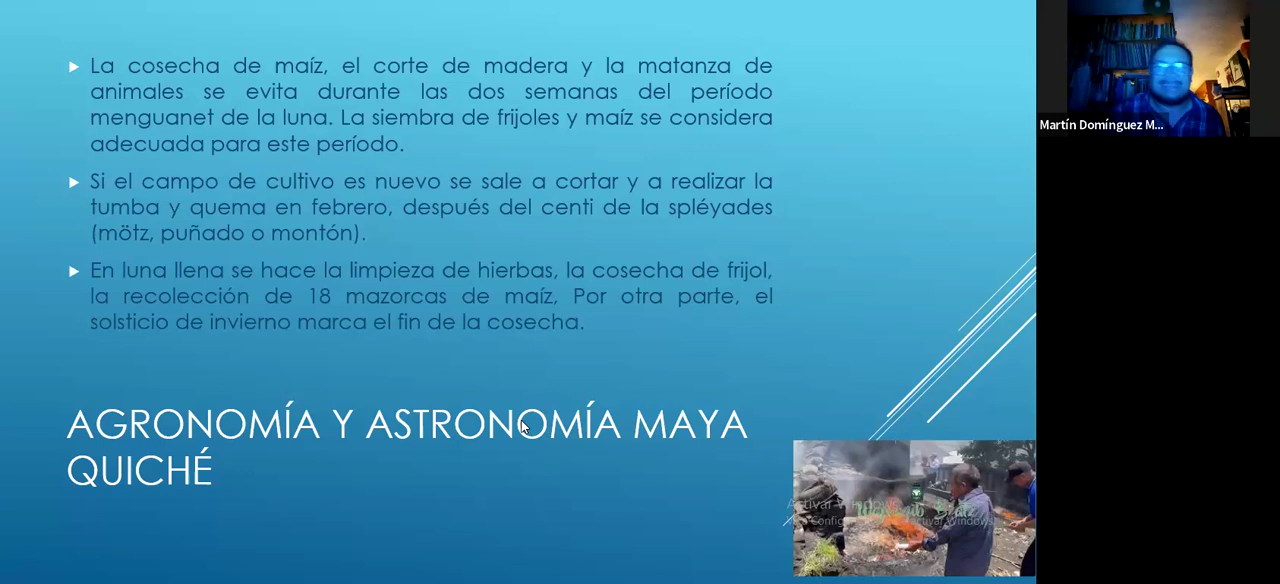 La cosecha de maíz, el corte de madera y la matanza de
animales se evita durante las dos semanas del período
menguanet de la luna. La siembra de frijoles y maíz se considera
adecuada para este período.
Si el campo de cultivo es nuevo se sale a cortar y a realizar la
tumba y quema en febrero, después del centi de la spléyades
(mötz, puñado o montón).
En luna llena se hace la limpieza de hierbas, la cosecha de frijol,
la recolección de 18 mazorcas de maíz, Por otra parte, el
solsticio de invierno marca el fin de la cosecha.
AGRONOMÍA Y ASTRONOMÍA MAYA
QUICHÉ
Martín Domínguez M...
Activar
activar Windows